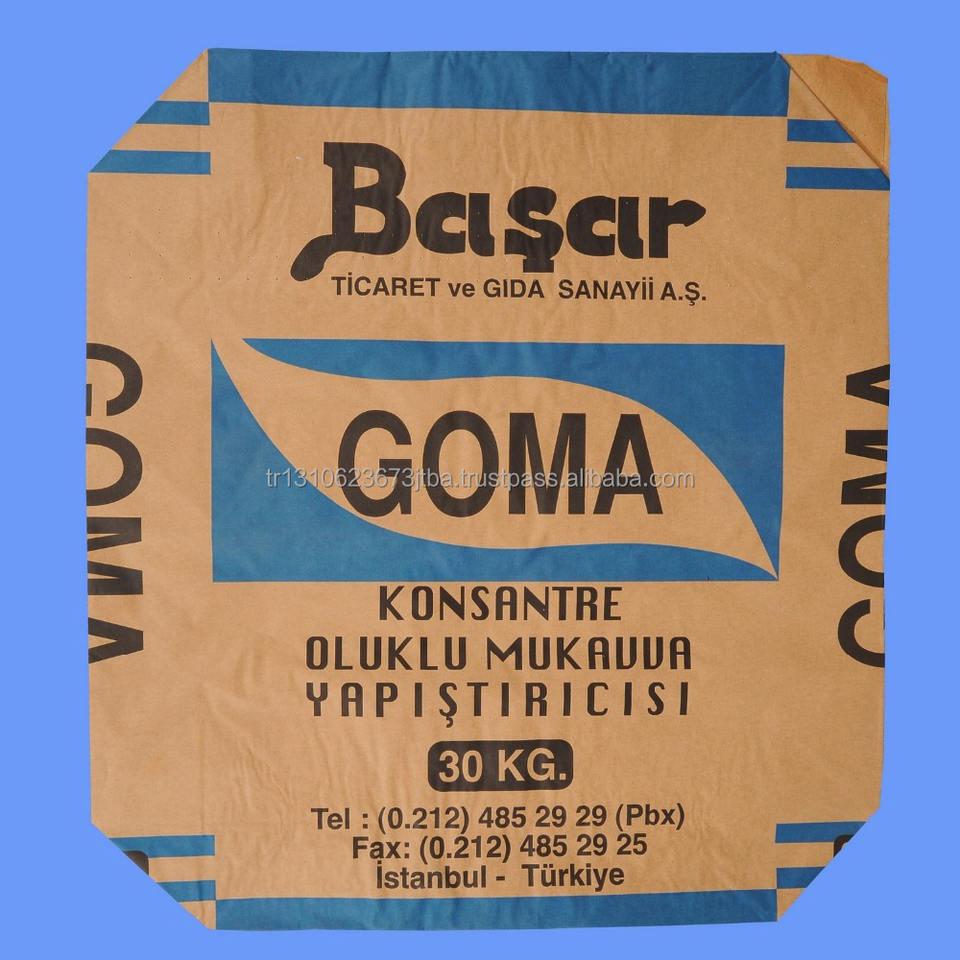 Başar
TİCARET ve GIDA SANAYİİ A.Ş.
GOMA
tr1310623673jtba.trustpass.alibaba.com
GOMA
GOMA
KONSANTRE
OLUKLU MUKAVVA
YAPIŞTIRICISI
30 KG.
Tel : (0.212) 485 29 29 (Pbx)
Fax: (0.212) 485 29 25
İstanbul - Türkiye